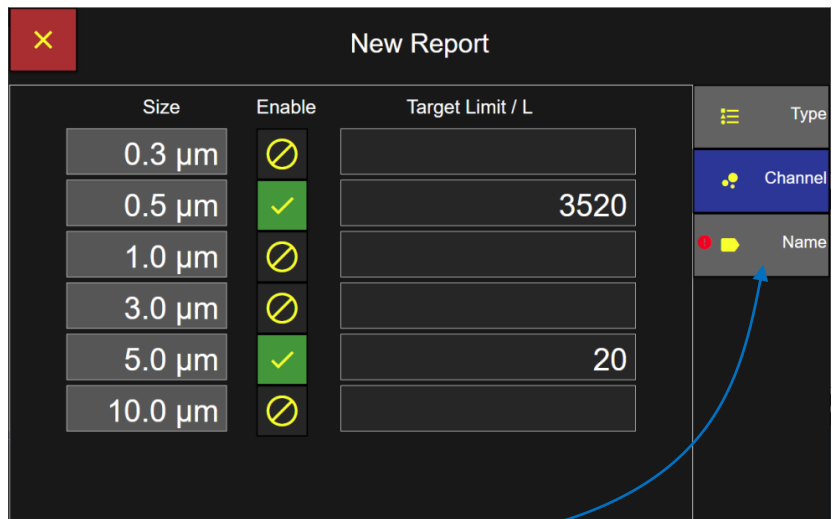 New Report
Size Enable Target Limit / L
0.3 µm
0.5 µm 3520
1.0 µm
3.0 µm
5.0 µm 20
10.0 µm
Type
Channel
Name